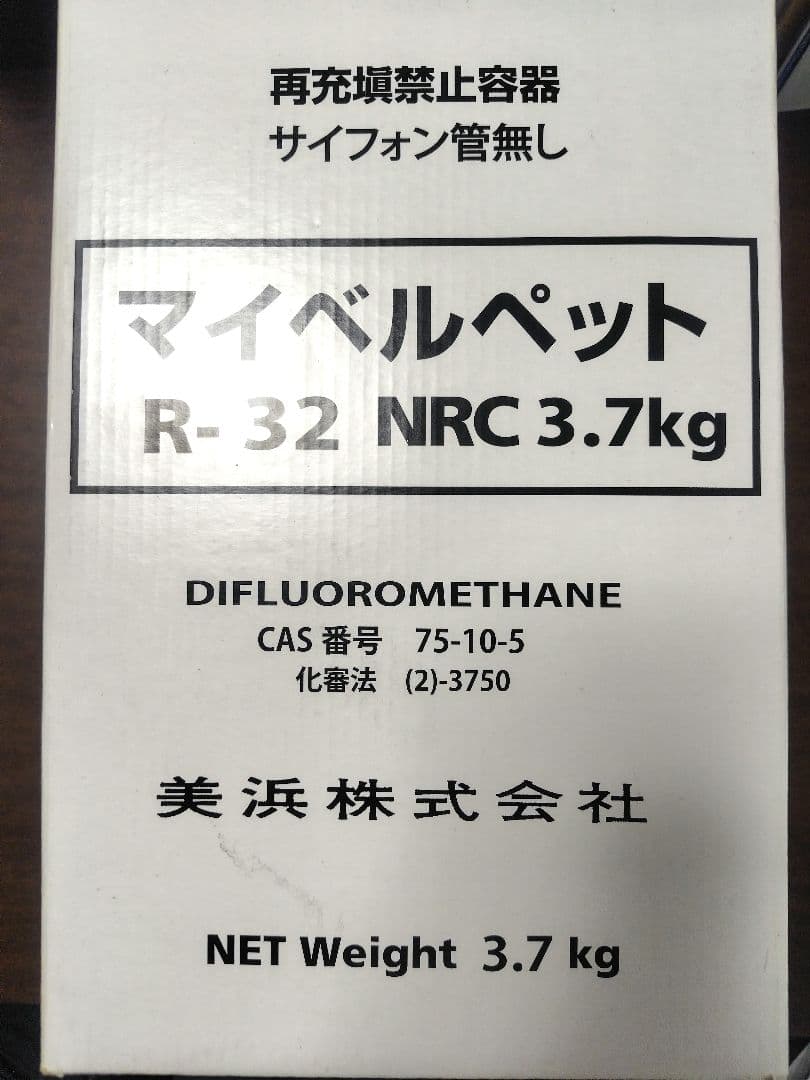 再充塡禁止容器
サイフォン管無し
マイベルペット
R- 32 NRC 3.7kg
DIFLUOROMETHANE
CAS 番号 75-10-5
化審法 (2)-3750
美浜株式会社
NET Weight 3.7 kg